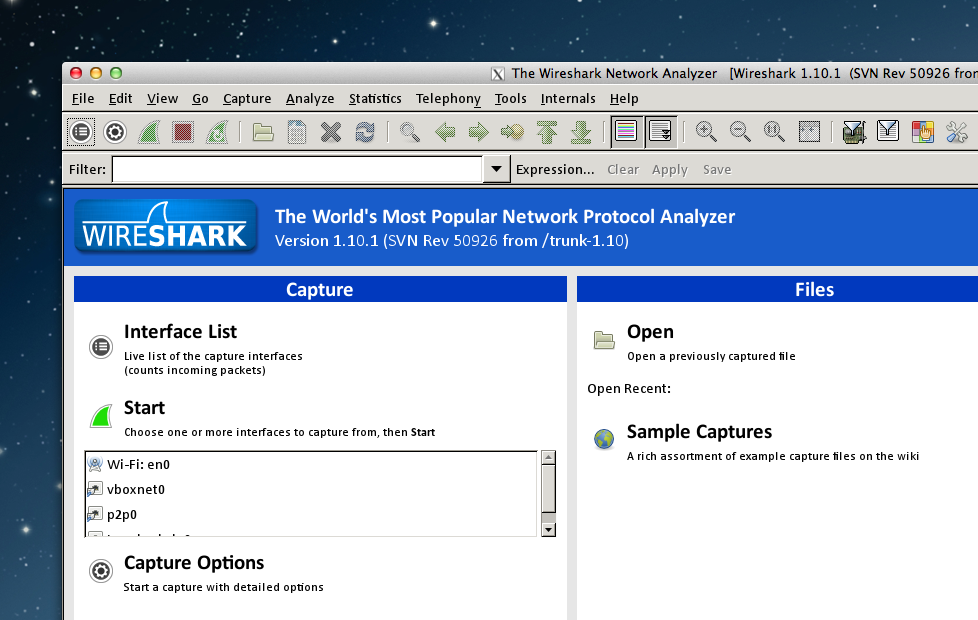 The Wireshark Network Analyzer [Wireshark 1.10.1 (SVN Rev 50926 from
File Edit View Go Capture Analyze Statistics Telephony Tools Internals Help
Filter: Expression... Clear Apply Save
WIRESHARK
The World's Most Popular Network Protocol Analyzer
Version 1.10.1 (SVN Rev 50926 from /trunk-1.10)
Capture
Interface List
Live list of the capture interfaces
(counts incoming packets)
Start
Choose one or more interfaces to capture from, then Start
Wi-Fi: en0
vboxnet0
p2p0
Capture Options
Start a capture with detailed options
Files
Open
Open a previously captured file
Open Recent:
Sample Captures
A rich assortment of example capture files on the wiki